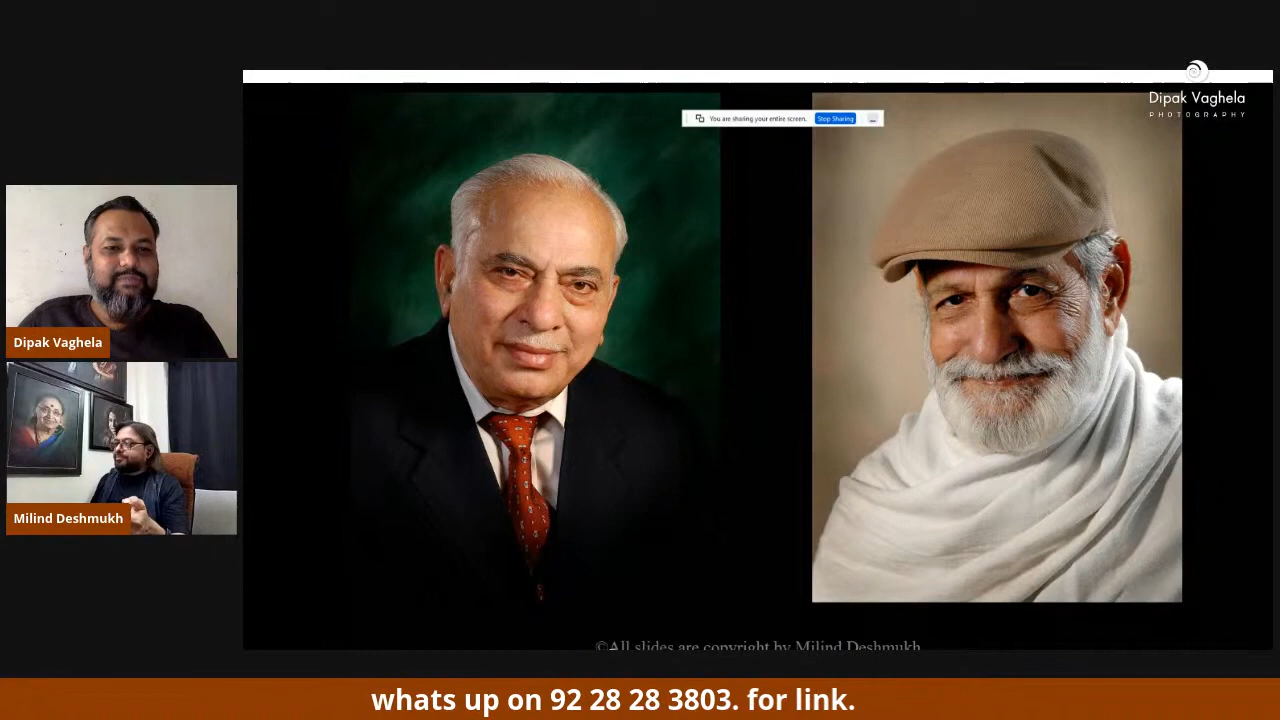 Dipak Vaghela
PHOTOGRAPHY
You are sharing your entire screen.
Stop Sharing
Dipak Vaghela
Milind Deshmukh
©All slides are copyright by Milind Deshmukh
whats up on 92 28 28 3803. for link.